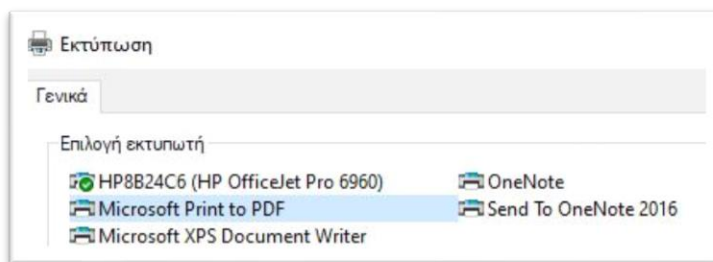 Εκτύπωση
Γενικά
Επιλογή εκτυπωτή
HP8B24C6 (HP OfficeJet Pro 6960)
OneNote
Microsoft Print to PDF
Send To OneNote 2016
Microsoft XPS Document Writer